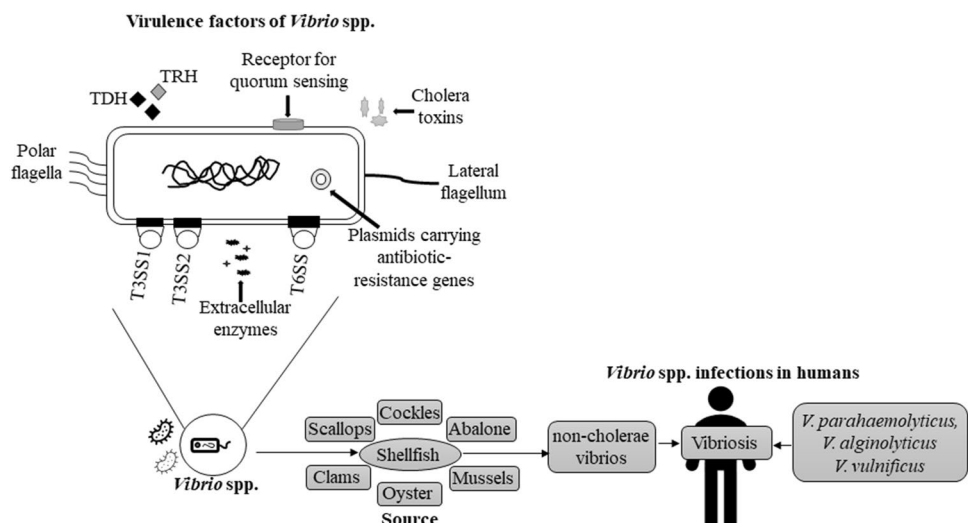 Virulence factors of Vibrio spp.
TRH
TDH
Receptor for
quorum sensing
Cholera
toxins
Polar
flagella
Lateral
flagellum
T3SS1
T3SS2
T6SS
Plasmids carrying
antibiotic-
resistance genes
+
+
Extracellular
enzymes
Vibrio spp. infections in humans
Cockles
Scallops
Abalone
Shellfish
Clams
Mussels
Oyster
Source
Vibrio spp.
non-cholerae
vibrios
Vibriosis
V. parahaemolyticus,
V. alginolyticus
V. vulnificus